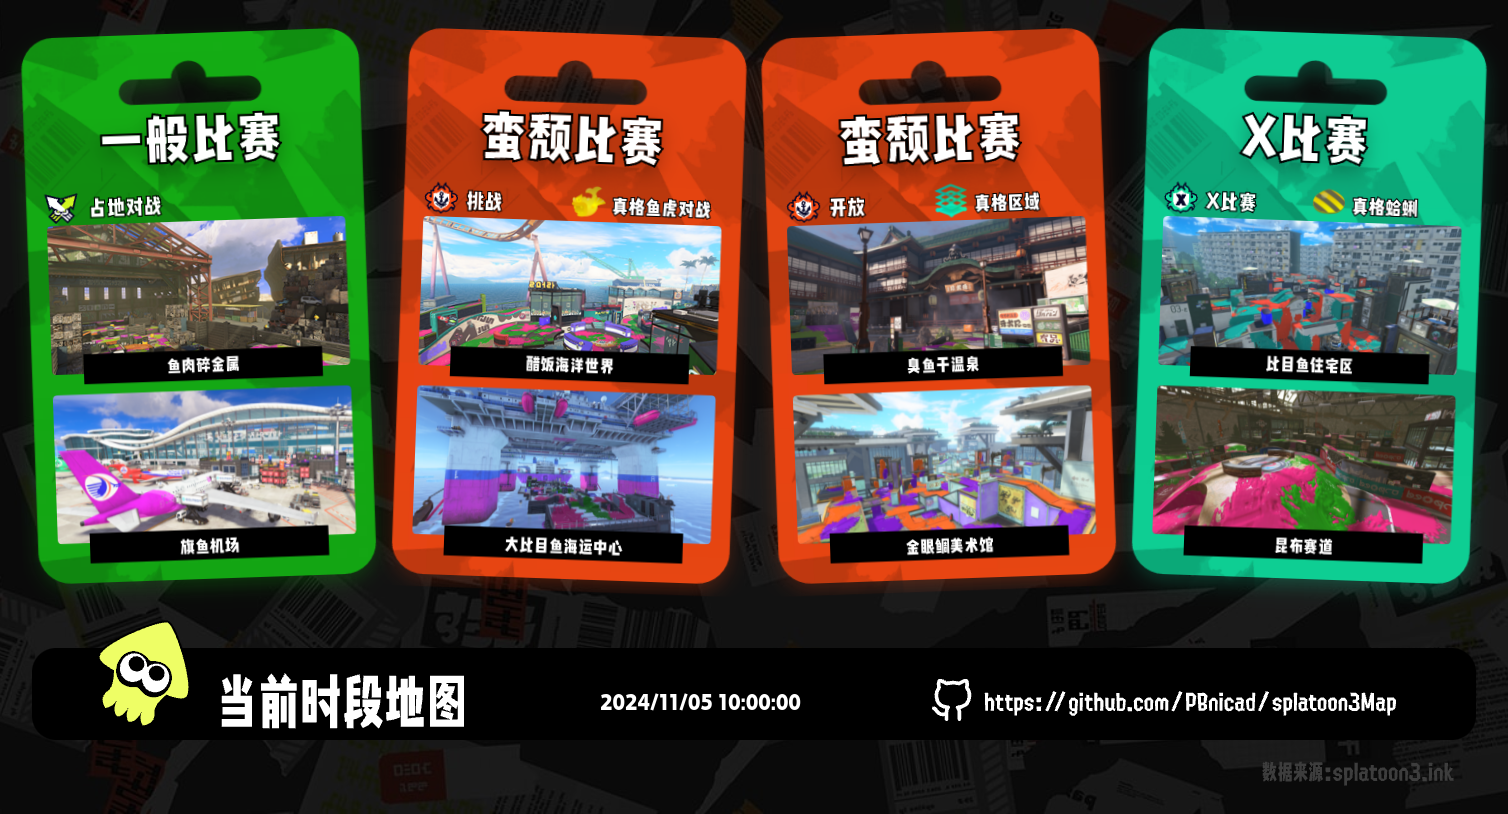 一般比赛
占地对战
鱼肉碎金属
旗鱼机场
蛮颓比赛
挑战 真格鱼虎对战
醋饭海洋世界
大比目鱼海运中心
蛮颓比赛
开放 真格区域
臭鱼干温泉
金眼鲷美术馆
X比赛
X比赛 真格蛤蜊
比目鱼住宅区
昆布赛道
当前时段地图
2024/11/05 10:00:00
https://github.com/PBnicad/splatoon3Map
数据来源:splatoon3.ink